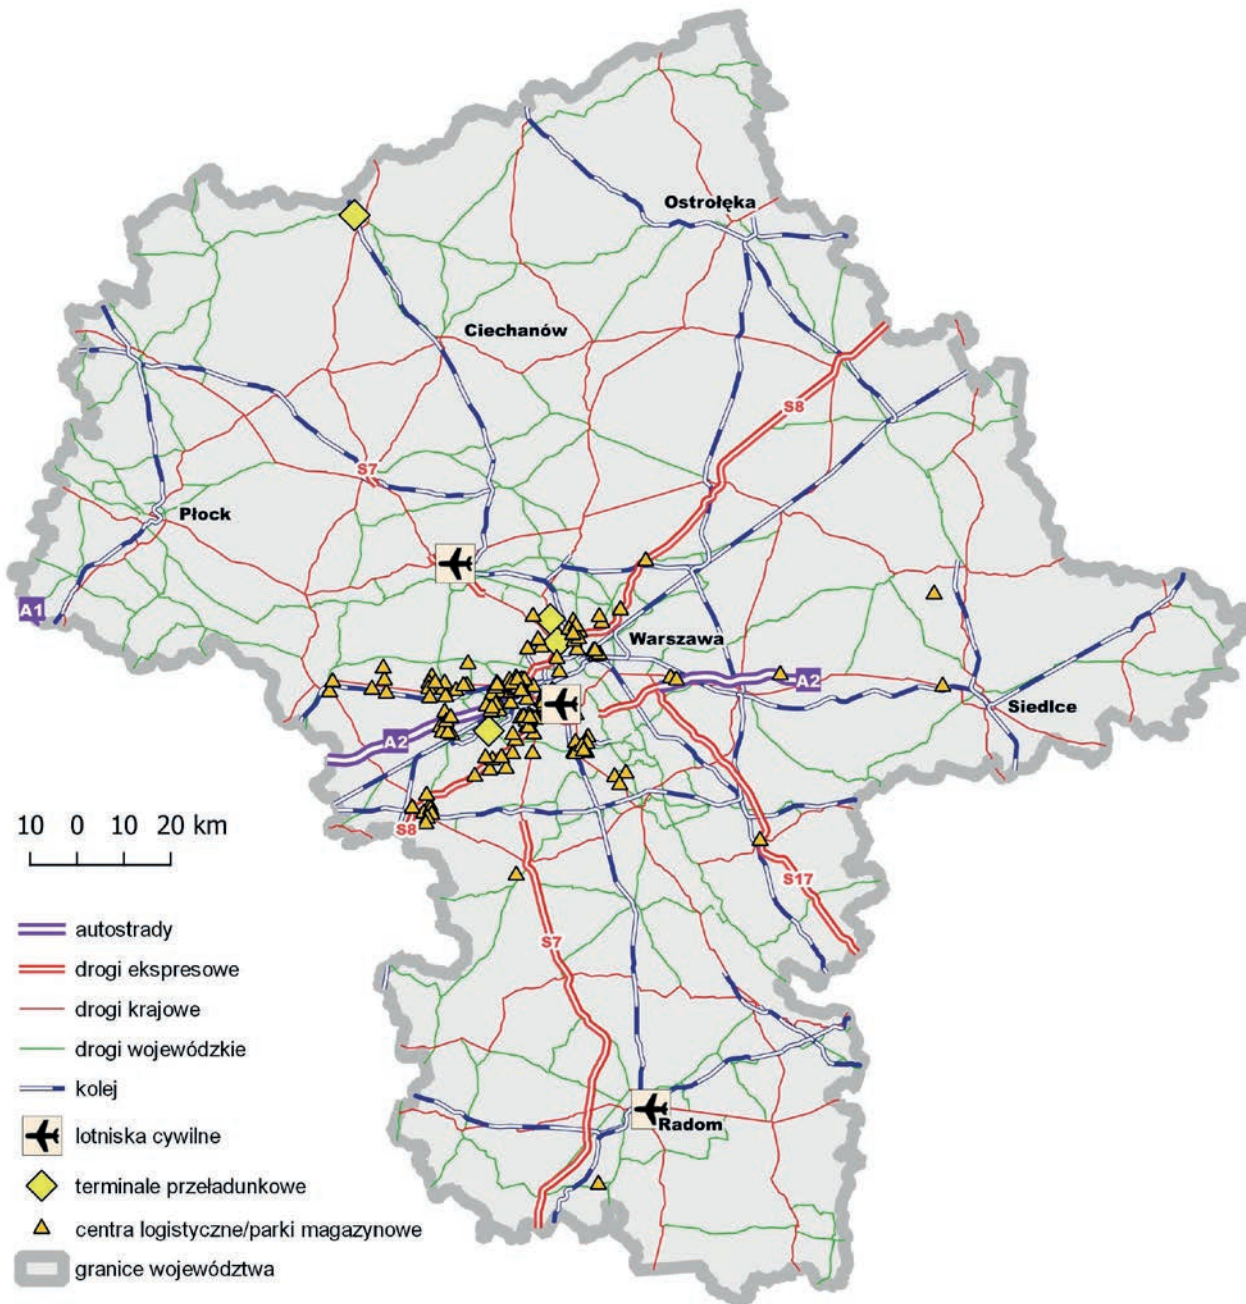 Ostrołęka
Ciechanów
S8
S7
Płock
A1
Warszawa
A2
Siedlce
A2
10 0 10 20 km
S8
S17
autostrady
S7
drogi ekspresowe
drogi krajowe
drogi wojewódzkie
kolej
lotniska cywilne
Radom
terminale przeładunkowe
centra logistyczne/parki magazynowe
granice województwa